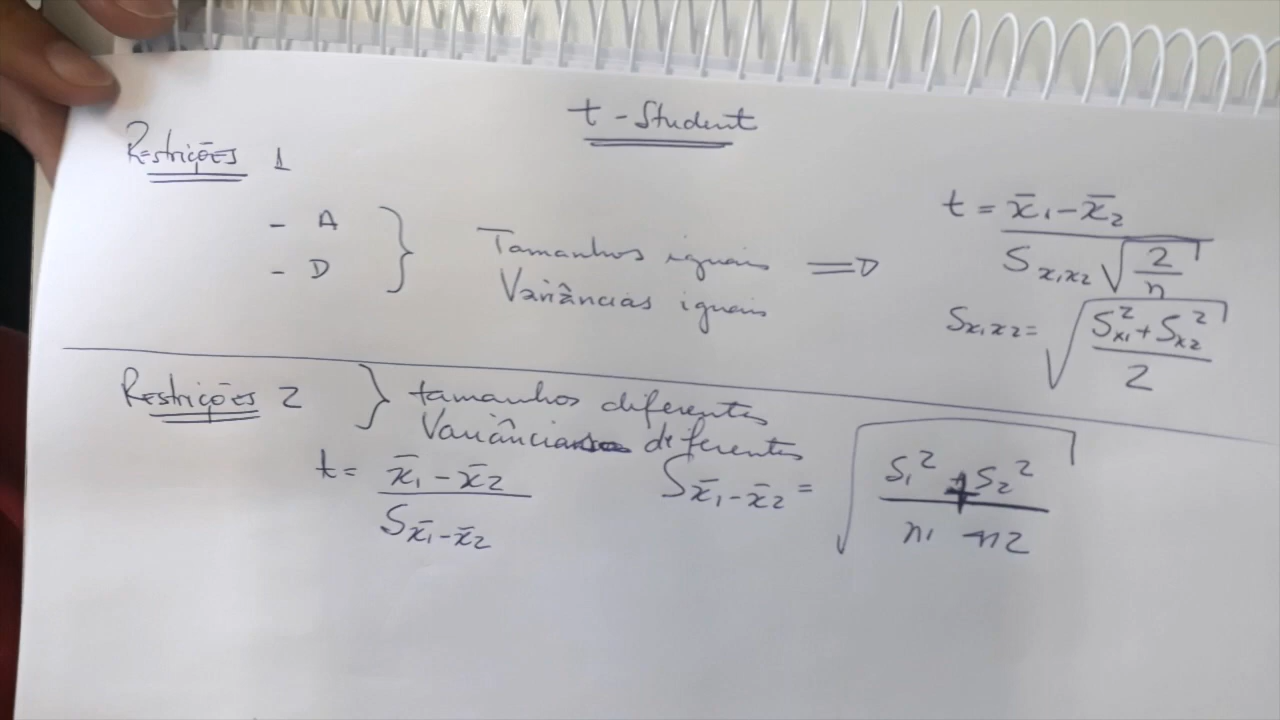 t - Student
Restrições 1
- A
- D
} Tamanhos iguais => 
Variâncias iguais
t = x̄1 - x̄2 / Sx1x2 √(2/n)
Sx1x2 = √((Sx1² + Sx2²) / 2)
Restrições 2 } tamanhos diferentes
Variâncias diferentes
t = x̄1 - x̄2 / Sx̄1-x̄2
Sx̄1-x̄2 = √(S1² + S2² / n1 n2)